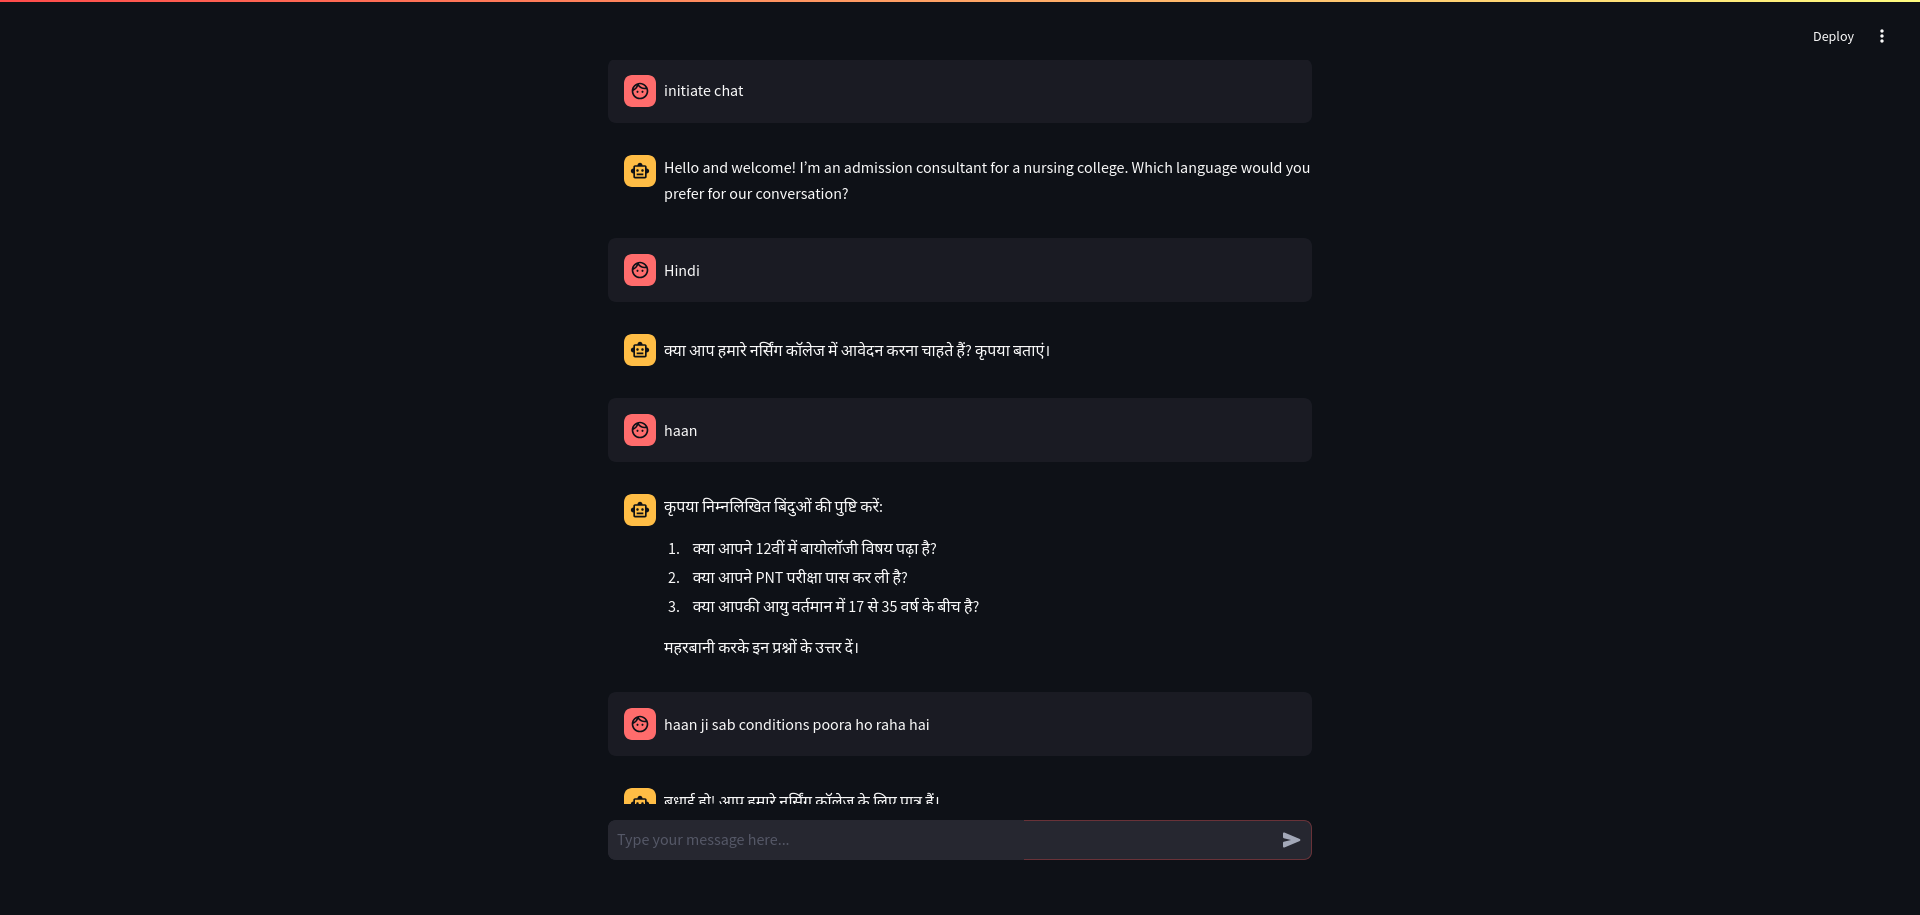 Deploy
initiate chat
Hello and welcome! I’m an admission consultant for a nursing college. Which language would you
prefer for our conversation?
Hindi
क्या आप हमारे नर्सिंग कॉलेज में आवेदन करना चाहते हैं? कृपया बताएं।
haan
कृपया निम्नलिखित बिंदुओं की पुष्टि करें:
1. क्या आपने 12वीं में बायोलॉजी विषय पढ़ा है?
2. क्या आपने PNT परीक्षा पास कर ली है?
3. क्या आपकी आयु वर्तमान में 17 से 35 वर्ष के बीच है?
महरबानी करके इन प्रश्नों के उत्तर दें।
haan ji sab conditions poora ho raha hai
बधाई हो! आप हमारे नर्सिंग कॉलेज के लिए पात्र हैं।
Type your message here...